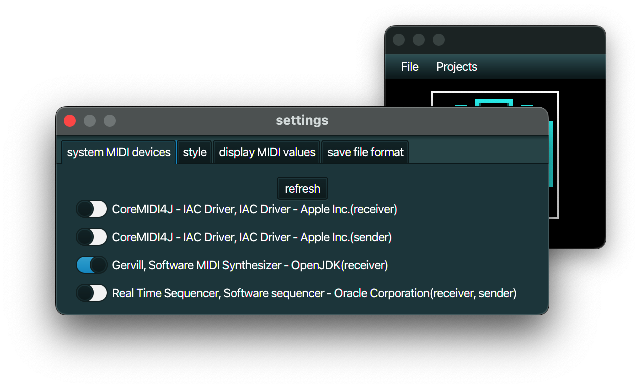 File Projects
settings
system MIDI devices style display MIDI values save file format
refresh
CoreMIDI4J - IAC Driver, IAC Driver - Apple Inc.(receiver)
CoreMIDI4J - IAC Driver, IAC Driver - Apple Inc.(sender)
Gervill, Software MIDI Synthesizer - OpenJDK(receiver)
Real Time Sequencer, Software sequencer - Oracle Corporation(receiver, sender)